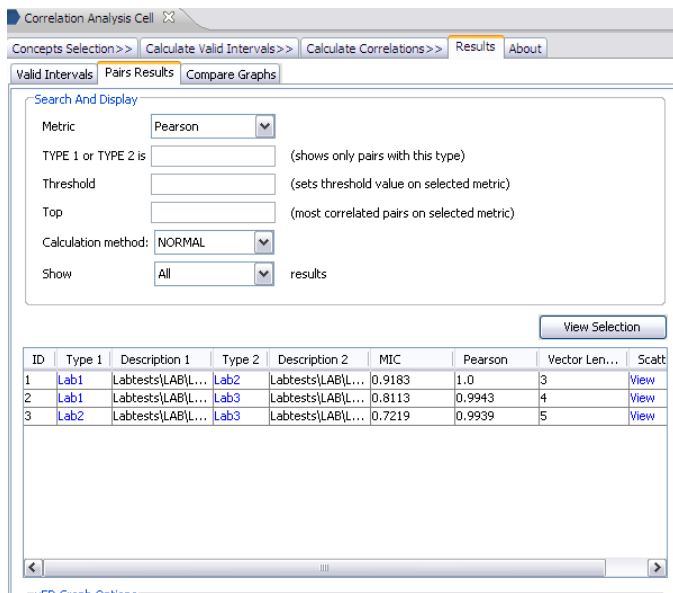 Correlation Analysis Cell
Concepts Selection>> Calculate Valid Intervals>> Calculate Correlations>> Results About
Valid Intervals Pairs Results Compare Graphs
Search And Display
Metric Pearson
TYPE 1 or TYPE 2 is (shows only pairs with this type)
Threshold (sets threshold value on selected metric)
Top (most correlated pairs on selected metric)
Calculation method: NORMAL
Show All results
View Selection
ID Type 1 Description 1 Type 2 Description 2 MIC Pearson Vector Len... Scatt
1 Lab1 Labtests\LAB\L... Lab2 Labtests\LAB\L... 0.9183 1.0 3 View
2 Lab1 Labtests\LAB\L... Lab3 Labtests\LAB\L... 0.8113 0.9943 4 View
3 Lab2 Labtests\LAB\L... Lab3 Labtests\LAB\L... 0.7219 0.9939 5 View
Graph Options